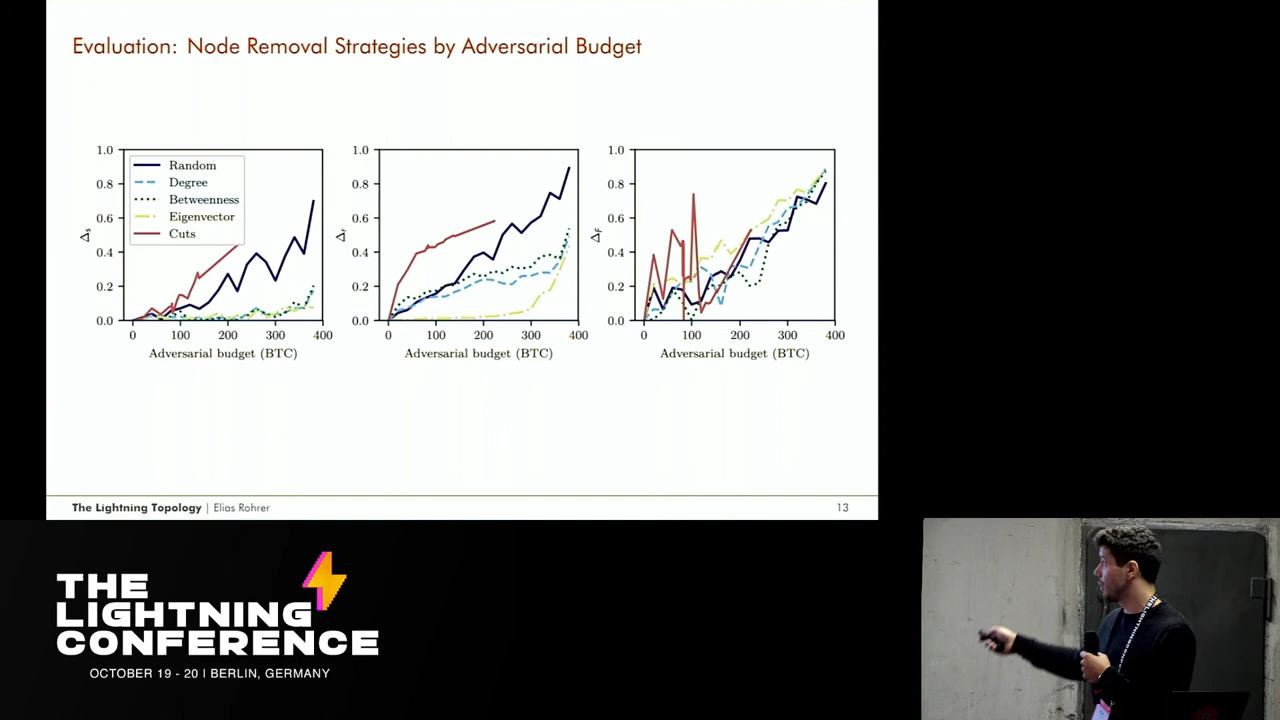 Evaluation: Node Removal Strategies by Adversarial Budget
1.0
0.8
0.6
0.4
0.2
0.0
Δs
Random
Degree
Betweenness
Eigenvector
Cuts
0 100 200 300 400
Adversarial budget (BTC)
1.0
0.8
0.6
0.4
0.2
0.0
Δr
0 100 200 300 400
Adversarial budget (BTC)
1.0
0.8
0.6
0.4
0.2
0.0
ΔF
0 100 200 300 400
Adversarial budget (BTC)
The Lightning Topology | Elias Rohrer
13
THE
LIGHTNING
CONFERENCE
OCTOBER 19 - 20 | BERLIN, GERMANY